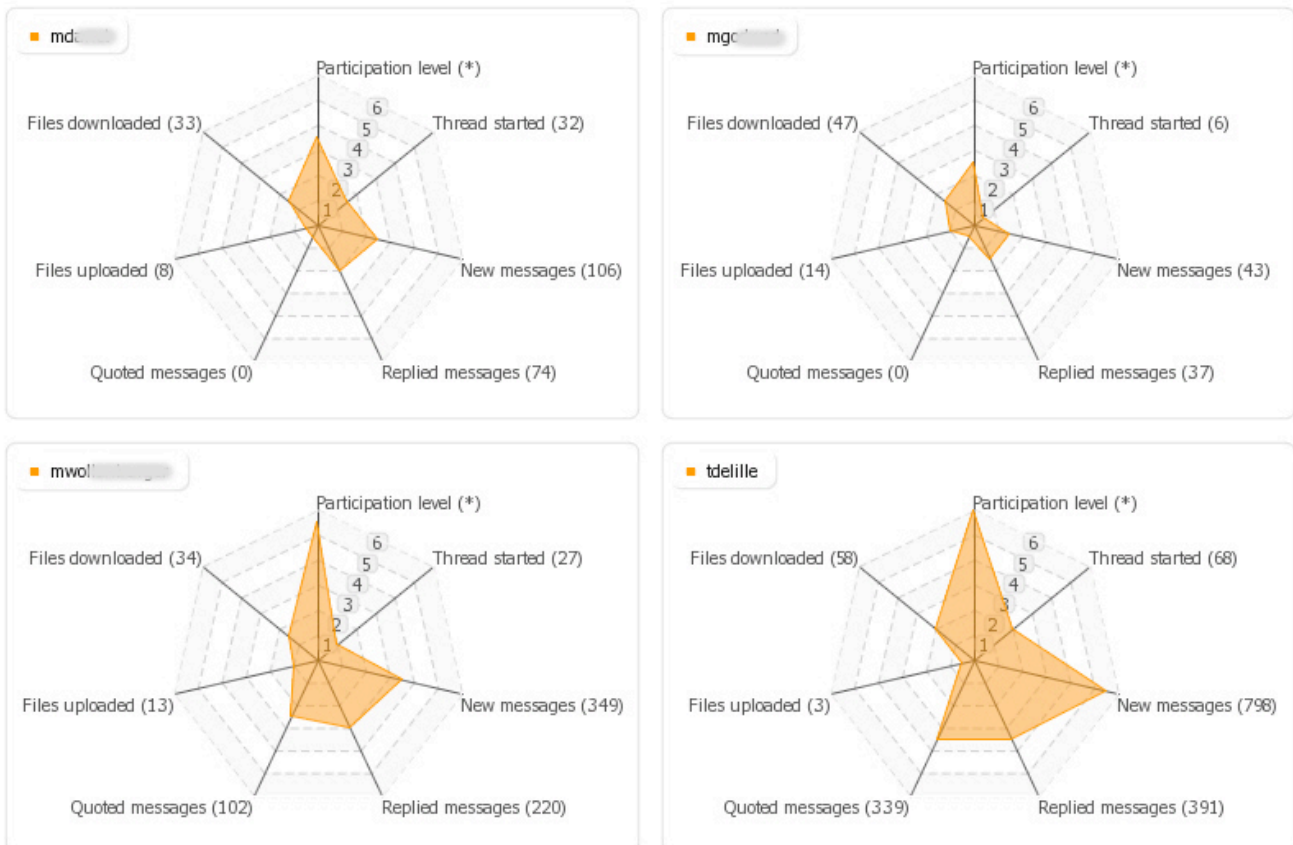 mda
Participation level (*)
Files downloaded (33)
Thread started (32)
6
5
4
3
2
1
Files uploaded (8)
New messages (106)
Quoted messages (0)
Replied messages (74)
mgo
Participation level (*)
Files downloaded (47)
Thread started (6)
6
5
4
3
2
1
Files uploaded (14)
New messages (43)
Quoted messages (0)
Replied messages (37)
mwol
Participation level (*)
Files downloaded (34)
Thread started (27)
6
5
4
3
2
1
Files uploaded (13)
New messages (349)
Quoted messages (102)
Replied messages (220)
tdelille
Participation level (*)
Files downloaded (58)
Thread started (68)
6
5
4
3
2
1
Files uploaded (3)
New messages (798)
Quoted messages (339)
Replied messages (391)